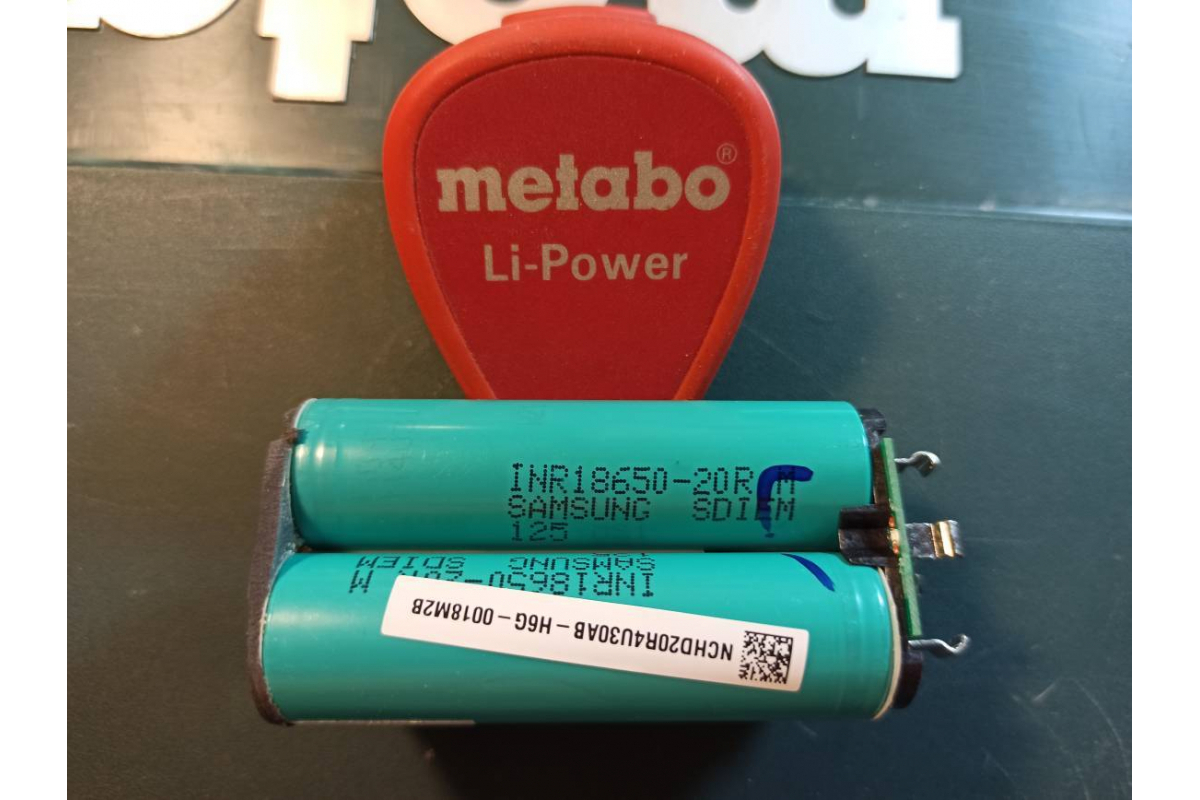 metabo®
Li-Power
INR18650-20R M
SAMSUNG SDIEM
125
SAMSUNG SDIEM
INR18650-20R M
NCHD20R4U30AB-H6G-0018M2B